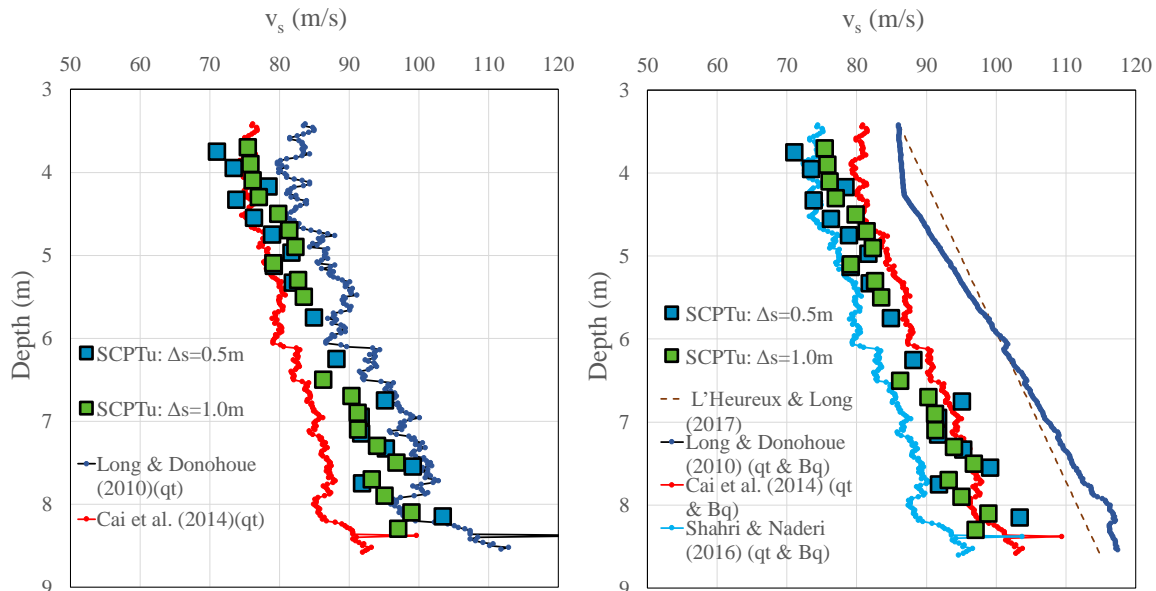 v_s (m/s)
50 60 70 80 90 100 110 120
3
4
5
6
7
8
9
Depth (m)
SCPTu: Δs=0.5m
SCPTu: Δs=1.0m
Long & Donohoue
(2010)(qt)
Cai et al. (2014)(qt)
v_s (m/s)
50 60 70 80 90 100 110 120
3
4
5
6
7
8
9
Depth (m)
SCPTu: Δs=0.5m
SCPTu: Δs=1.0m
L'Heureux & Long
(2017)
Long & Donohoue
(2010) (qt & Bq)
Cai et al. (2014) (qt
& Bq)
Shahri & Naderi
(2016) (qt & Bq)